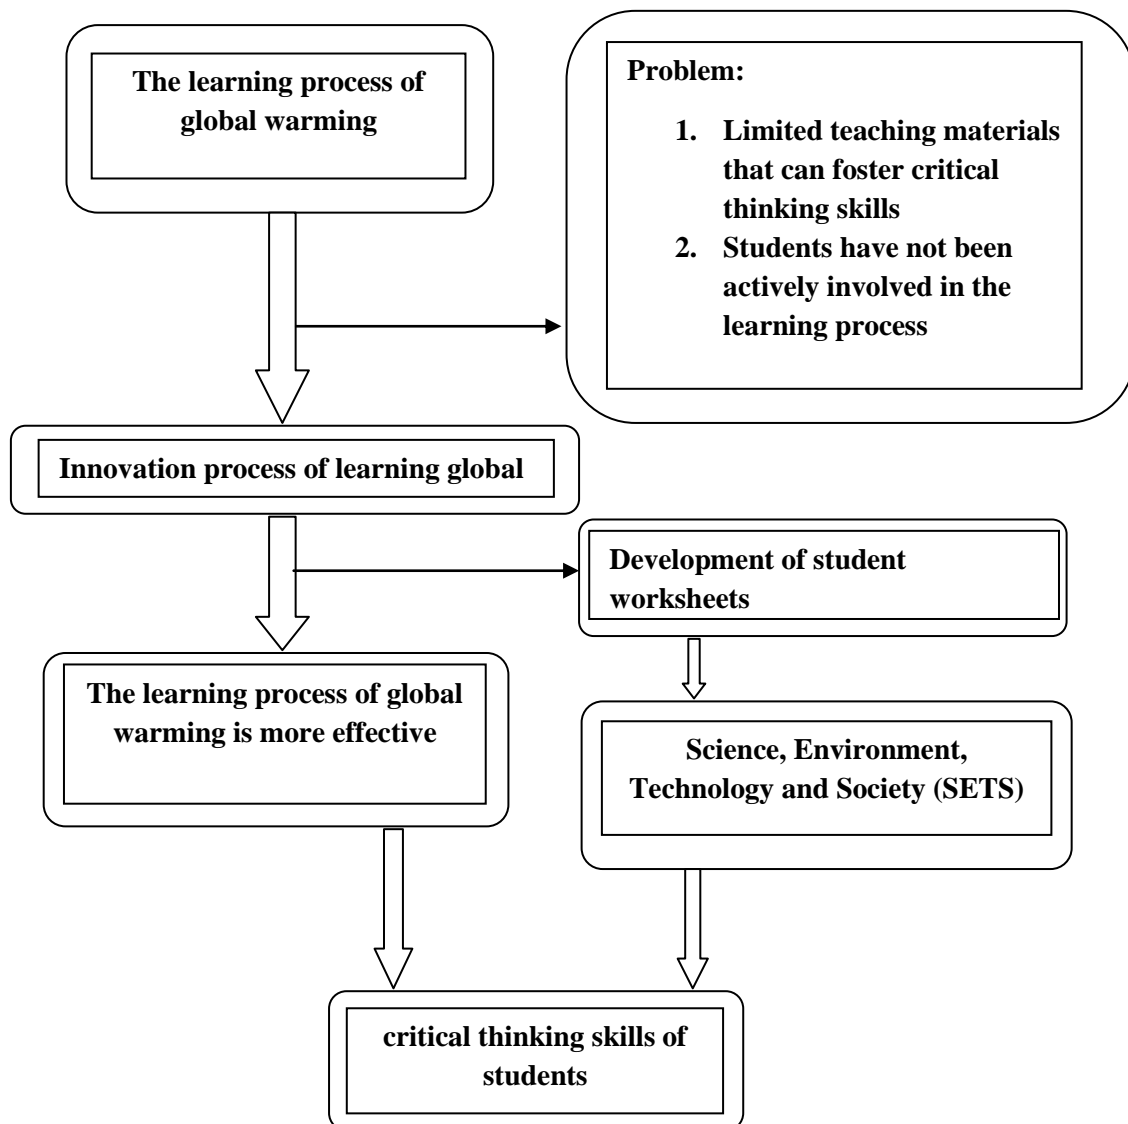 The learning process of
global warming
Problem:
1. Limited teaching materials
that can foster critical
thinking skills
2. Students have not been
actively involved in the
learning process
Innovation process of learning global
Development of student
worksheets
The learning process of global
warming is more effective
Science, Environment,
Technology and Society (SETS)
critical thinking skills of
students